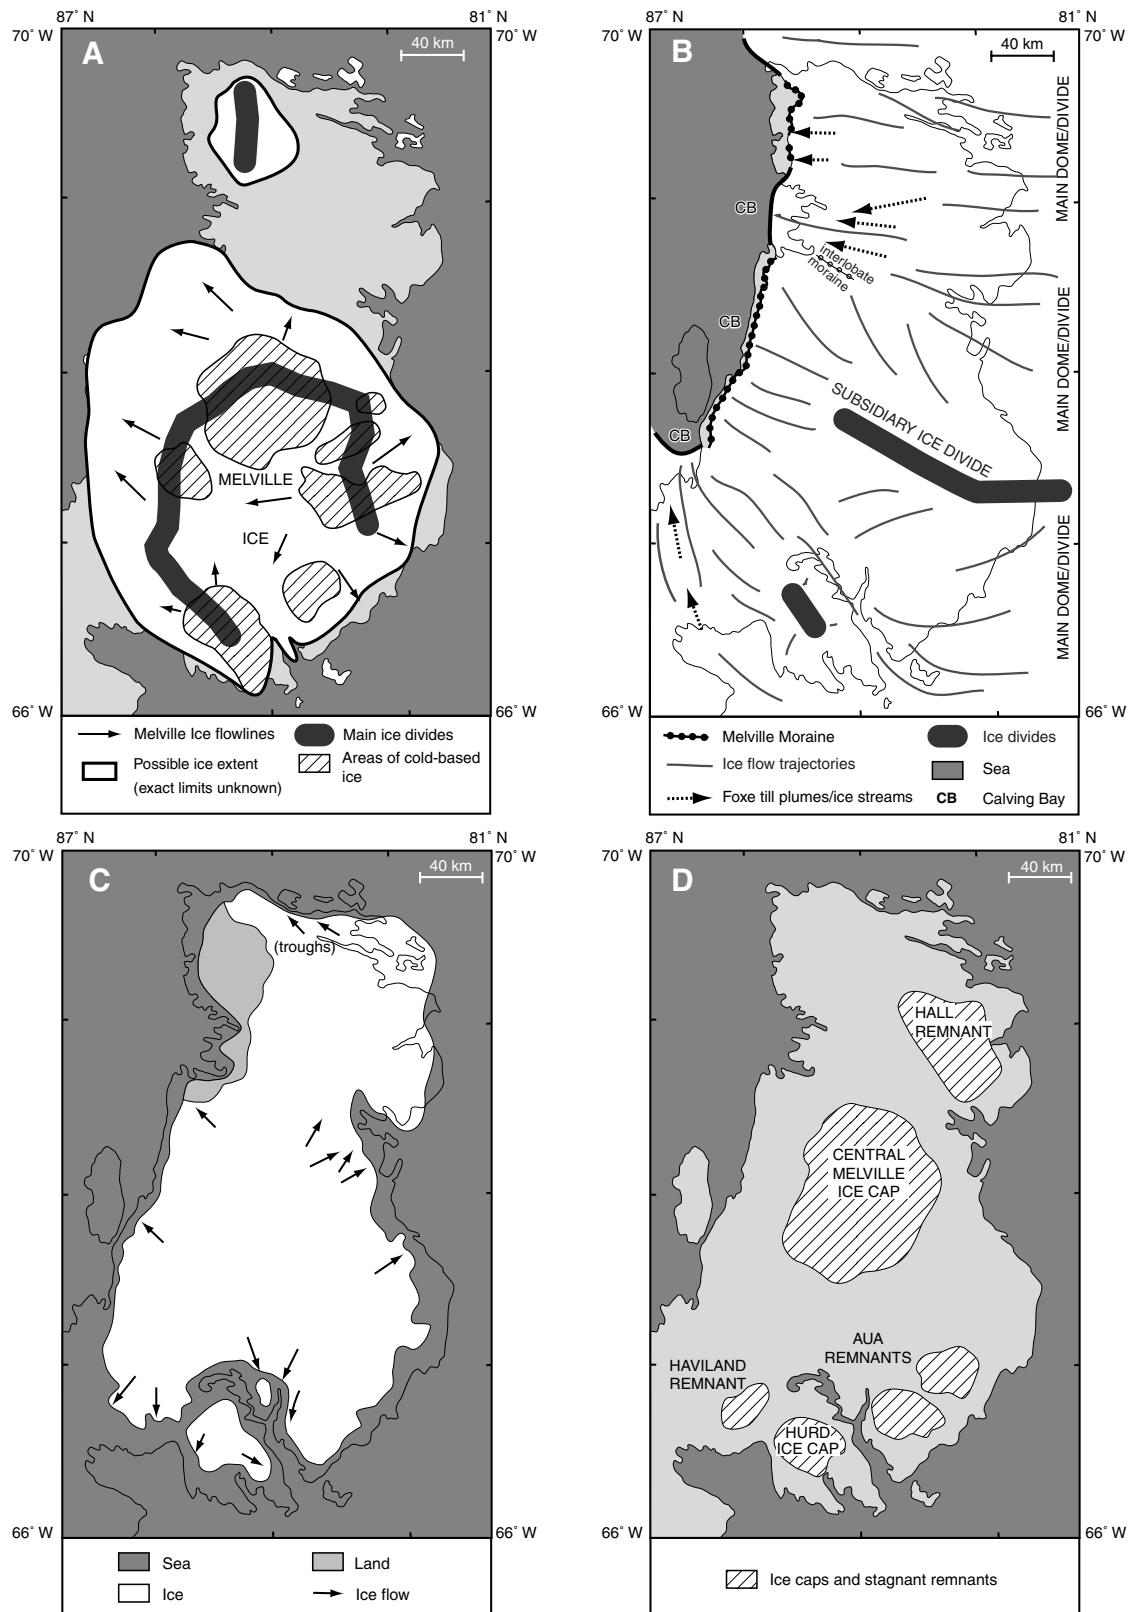 87° N
81° N
70° W
A
40 km
70° W
MELVILLE
ICE
66° W
66° W
Melville Ice flowlines
Main ice divides
Possible ice extent
(exact limits unknown)
Areas of cold-based
ice
87° N
81° N
70° W
B
40 km
MAIN DOME/DIVIDE
CB
interlobate
moraine
CB
MAIN DOME/DIVIDE
SUBSIDIARY ICE DIVIDE
CB
MAIN DOME/DIVIDE
66° W
Melville Moraine
Ice divides
Ice flow trajectories
Sea
Foxe till plumes/ice streams
CB
Calving Bay
87° N
81° N
70° W
C
40 km
70° W
(troughs)
66° W
66° W
Sea
Land
Ice
Ice flow
87° N
81° N
D
40 km
70° W
HALL
REMNANT
CENTRAL
MELVILLE
ICE CAP
AUA
REMNANTS
HAVILAND
REMNANT
HURD
ICE CAP
66° W
Ice caps and stagnant remnants